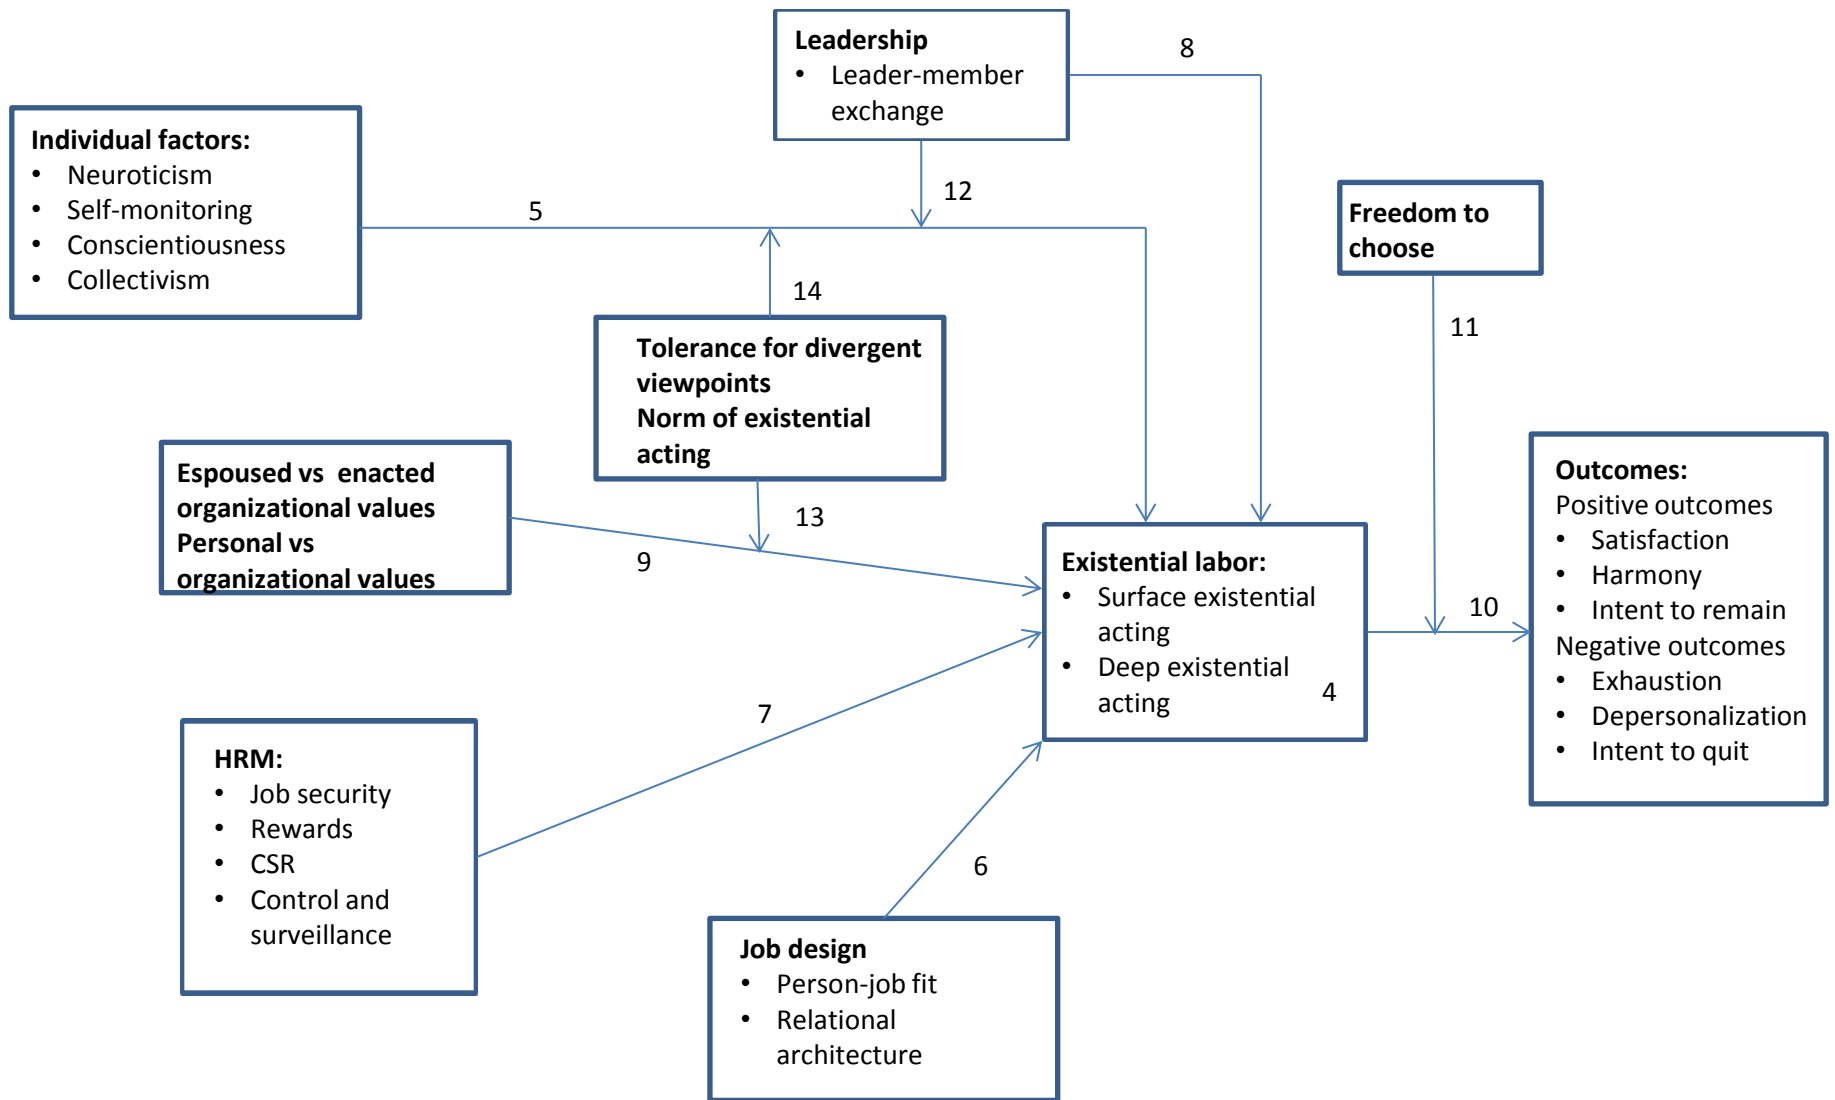 Leadership
• Leader-member
exchange
8
Individual factors:
• Neuroticism
• Self-monitoring
• Conscientiousness
• Collectivism
5
12
Freedom to
choose
14
11
Tolerance for divergent
viewpoints
Norm of existential
acting
Espoused vs enacted
organizational values
Personal vs
organizational values
13
9
Existential labor:
• Surface existential
acting
• Deep existential
acting
4
10
Outcomes:
Positive outcomes
• Satisfaction
• Harmony
• Intent to remain
Negative outcomes
• Exhaustion
• Depersonalization
• Intent to quit
7
HRM:
• Job security
• Rewards
• CSR
• Control and
surveillance
6
Job design
• Person-job fit
• Relational
architecture